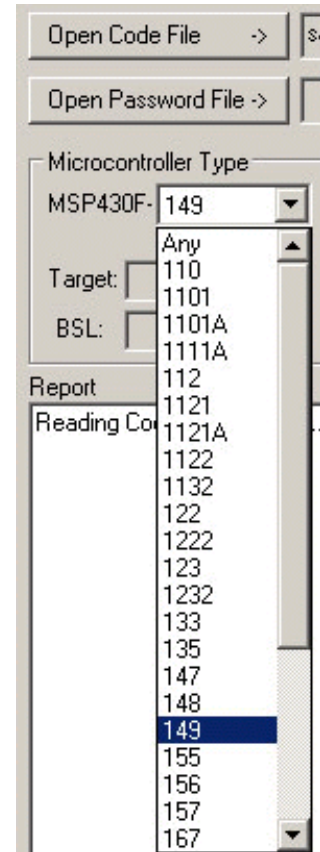 Open Code File ->
Open Password File ->
Microcontroller Type
MSP430F- 149
Any
110
Target:
1101
1101A
BSL:
1111A
112
Report
1121
Reading Co
1121A
1122
1132
122
1222
123
1232
133
135
147
148
149
155
156
157
167